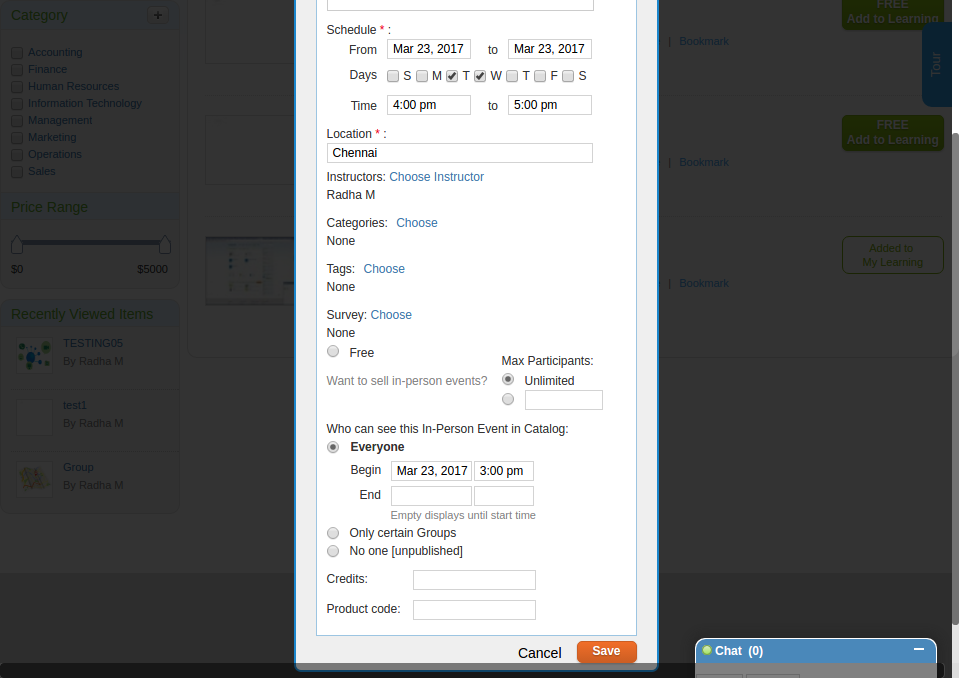 Category +
Accounting
Finance
Human Resources
Information Technology
Management
Marketing
Operations
Sales
Price Range
$0 $5000
Recently Viewed Items
TESTING05
By Radha M
test1
By Radha M
Group
By Radha M
Schedule * :
From Mar 23, 2017 to Mar 23, 2017
Days S M T W T F S
Time 4:00 pm to 5:00 pm
Location * :
Chennai
Instructors: Choose Instructor
Radha M
Categories: Choose
None
Tags: Choose
None
Survey: Choose
None
Free
Max Participants:
Want to sell in-person events? Unlimited
Who can see this In-Person Event in Catalog:
Everyone
Begin Mar 23, 2017 3:00 pm
End
Empty displays until start time
Only certain Groups
No one [unpublished]
Credits:
Product code:
Cancel Save
FREE
Add to Learning
| Bookmark
Tour
FREE
Add to Learning
| Bookmark
Added to
My Learning
| Bookmark
Chat (0)